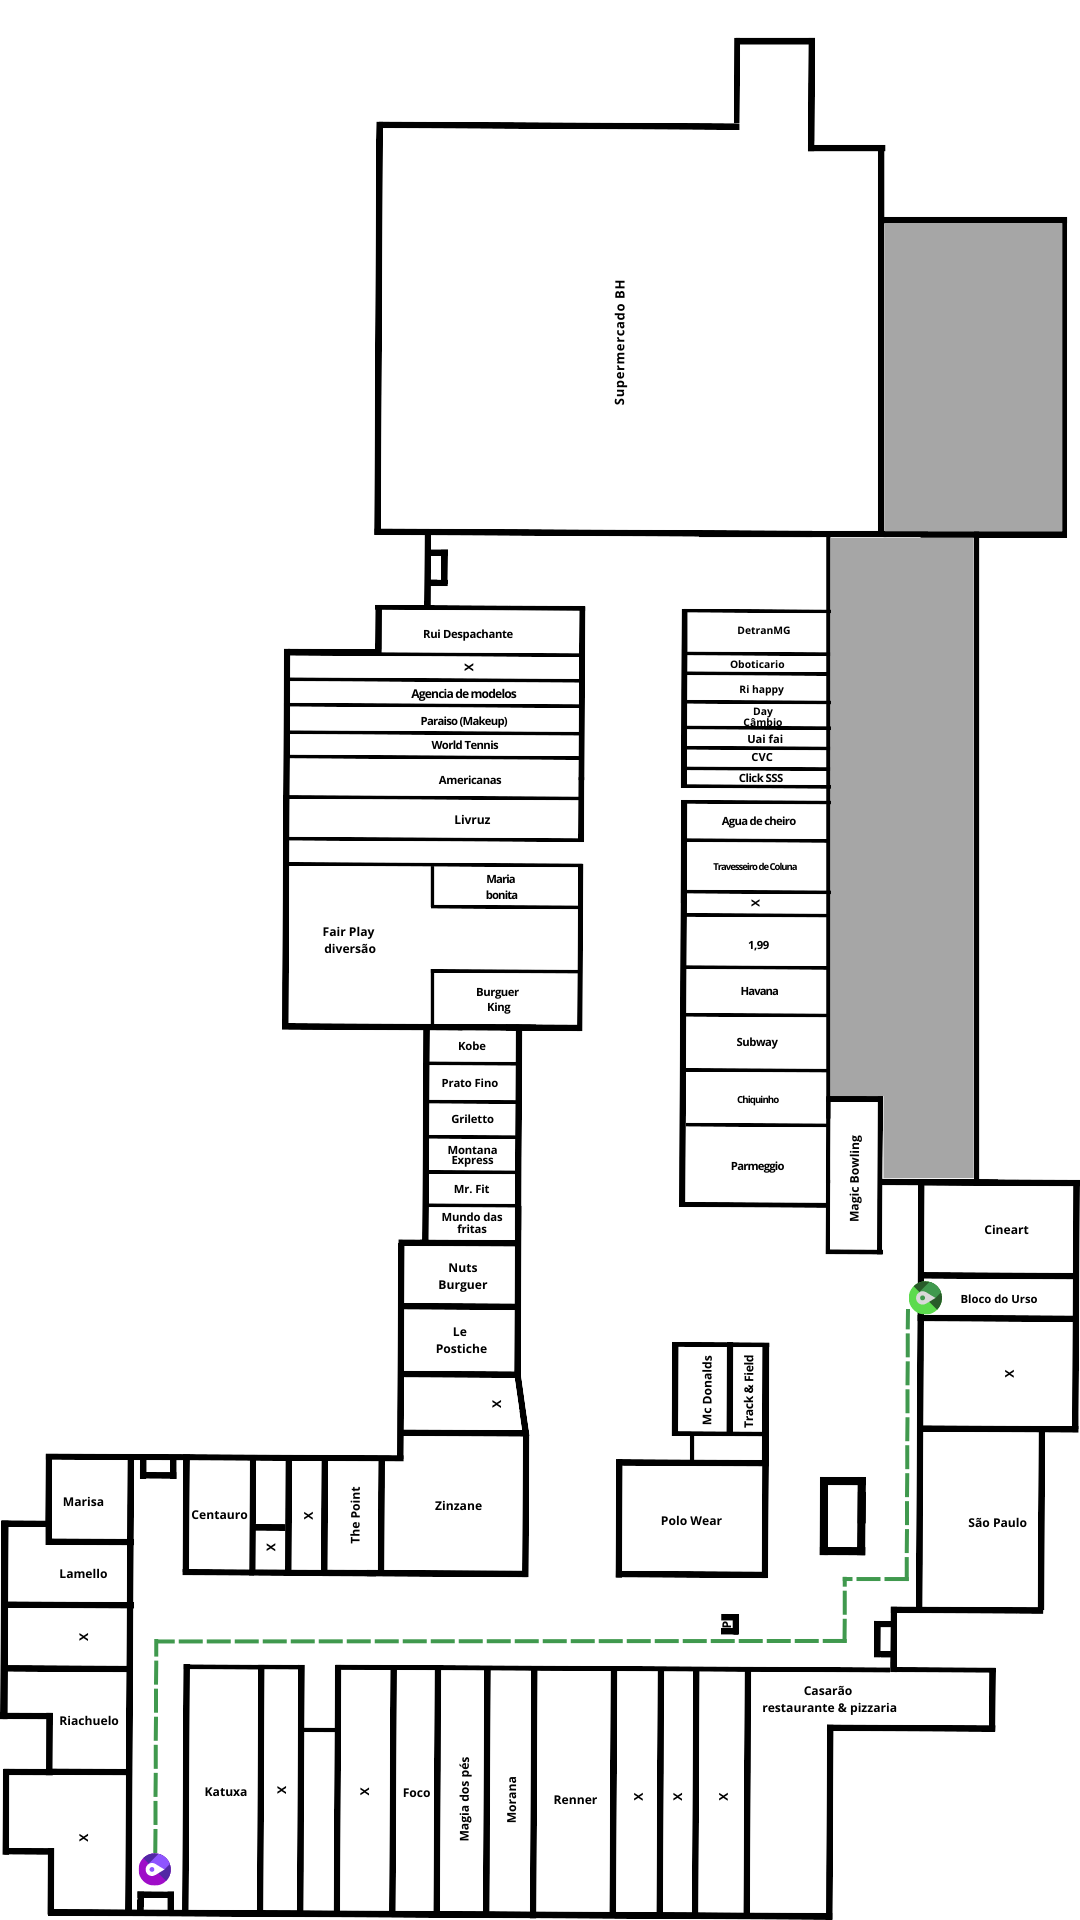 Supermercado BH
Rui Despachante
X
Agencia de modelos
Paraiso (Makeup)
World Tennis
Americanas
Livruz
Maria
bonita
Fair Play
diversão
Burguer
King
Kobe
Prato Fino
Griletto
Montana
Express
Mr. Fit
Mundo das
fritas
Nuts
Burguer
Le
Postiche
X
Zinzane
DetranMG
Oboticario
Ri happy
Day
Câmbio
Uai fai
CVC
Click SSS
Agua de cheiro
Travesseiro de Coluna
X
1,99
Havana
Subway
Chiquinho
Parmeggio
Magic Bowling
Cineart
Bloco do Urso
X
São Paulo
Mc Donalds
Track & Field
Polo Wear
P
Marisa
Lamello
X
Riachuelo
X
Centauro
X
X
The Point
Katuxa
X
X
Foco
Magia dos pés
Morana
Renner
X
X
X
Casarão
restaurante & pizzaria